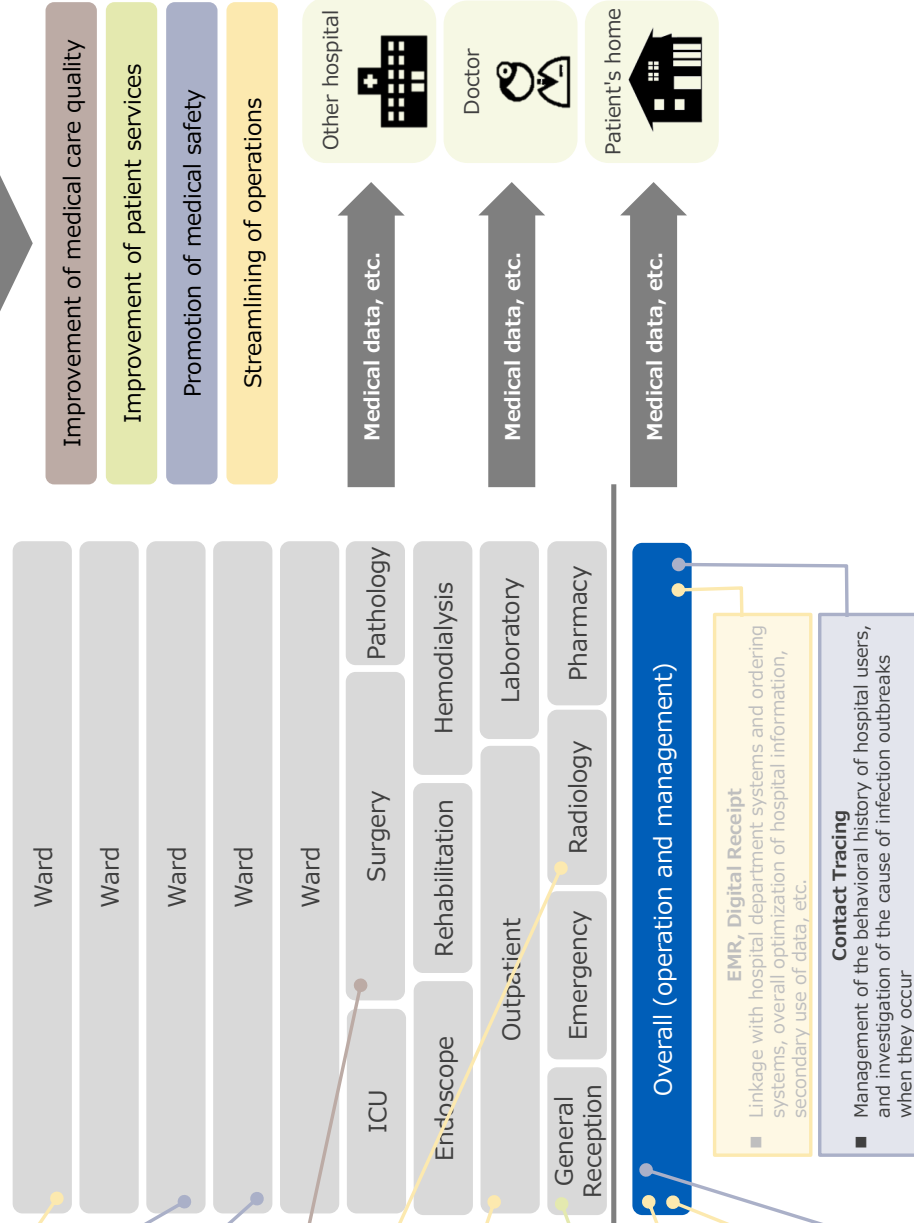 Improvement of medical care quality
Improvement of patient services
Promotion of medical safety
Streamlining of operations
Other hospital
Doctor
Patient's home
Medical data, etc.
Medical data, etc.
Medical data, etc.
Ward
Ward
Ward
Ward
Ward
ICU
Surgery
Pathology
Endoscope
Rehabilitation
Hemodialysis
Outpatient
Laboratory
General
Reception
Emergency
Radiology
Pharmacy
Overall (operation and management)
EMR, Digital Receipt
■ Linkage with hospital department systems and ordering
systems, overall optimization of hospital information,
secondary use of data, etc.
Contact Tracing
■ Management of the behavioral history of hospital users,
and investigation of the cause of infection outbreaks
when they occur